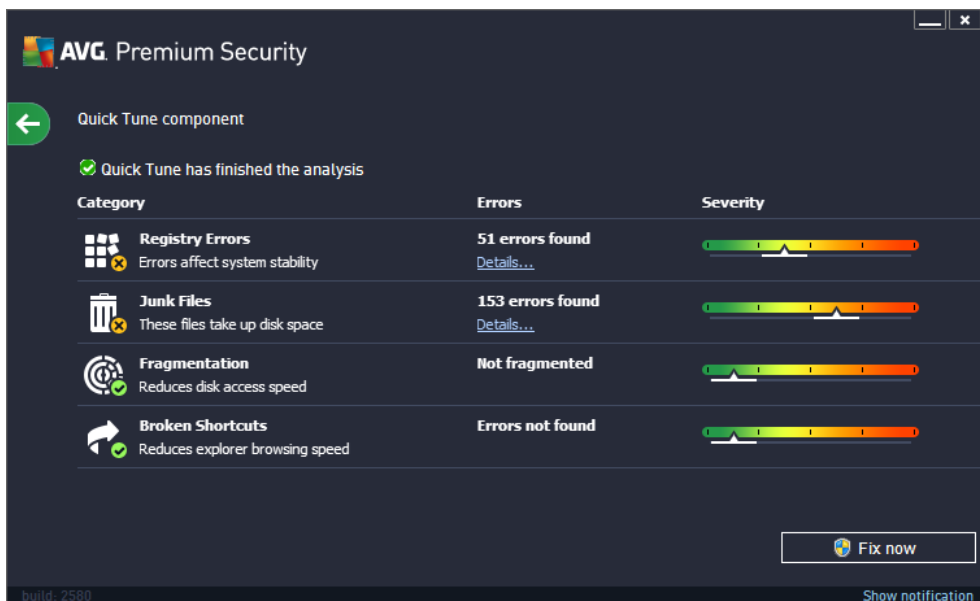 AVG. Premium Security
Quick Tune component
Quick Tune has finished the analysis
Category Errors Severity
Registry Errors 51 errors found
Errors affect system stability Details...
Junk Files 153 errors found
These files take up disk space Details...
Fragmentation Not fragmented
Reduces disk access speed
Broken Shortcuts Errors not found
Reduces explorer browsing speed
Fix now
build: 2580 Show notification